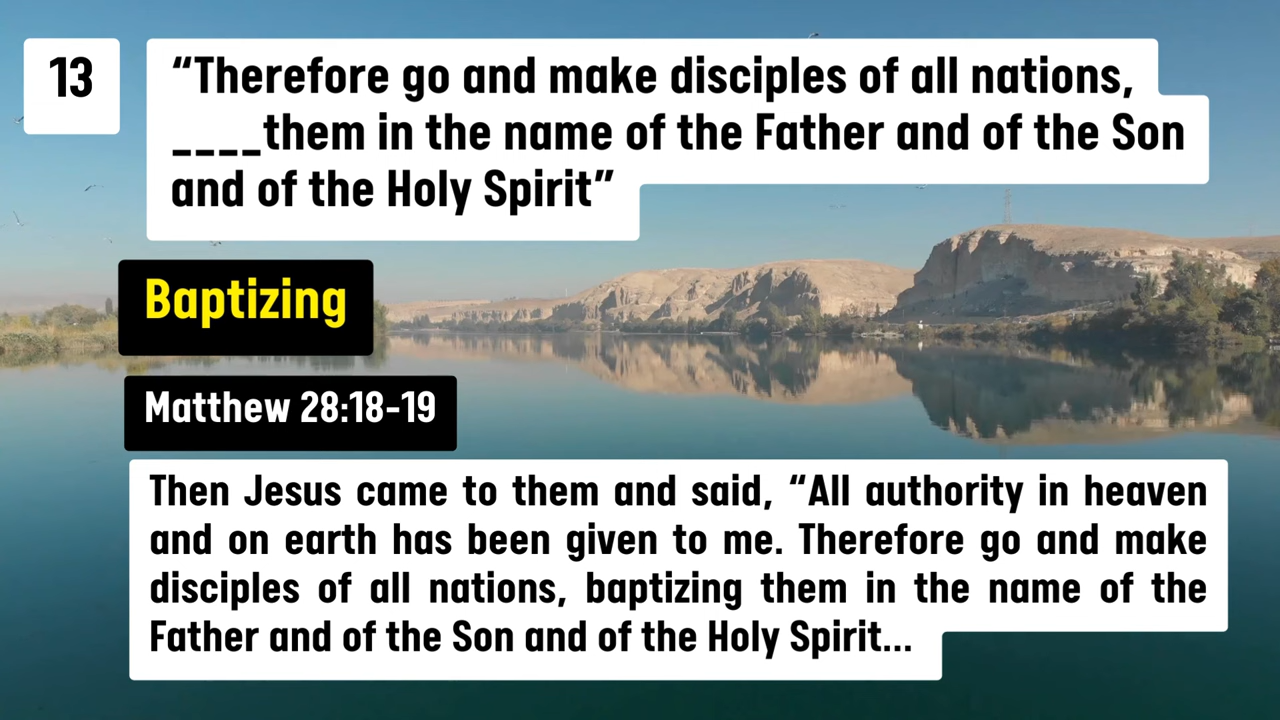 13
“Therefore go and make disciples of all nations,
____them in the name of the Father and of the Son
and of the Holy Spirit”
Baptizing
Matthew 28:18-19
Then Jesus came to them and said, “All authority in heaven
and on earth has been given to me. Therefore go and make
disciples of all nations, baptizing them in the name of the
Father and of the Son and of the Holy Spirit...